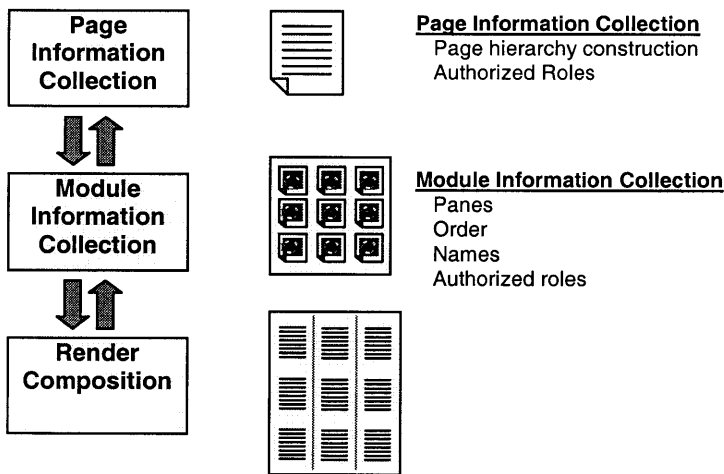 Page
Information
Collection
Page Information Collection
Page hierarchy construction
Authorized Roles
Module
Information
Collection
Module Information Collection
Panes
Order
Names
Authorized roles
Render
Composition